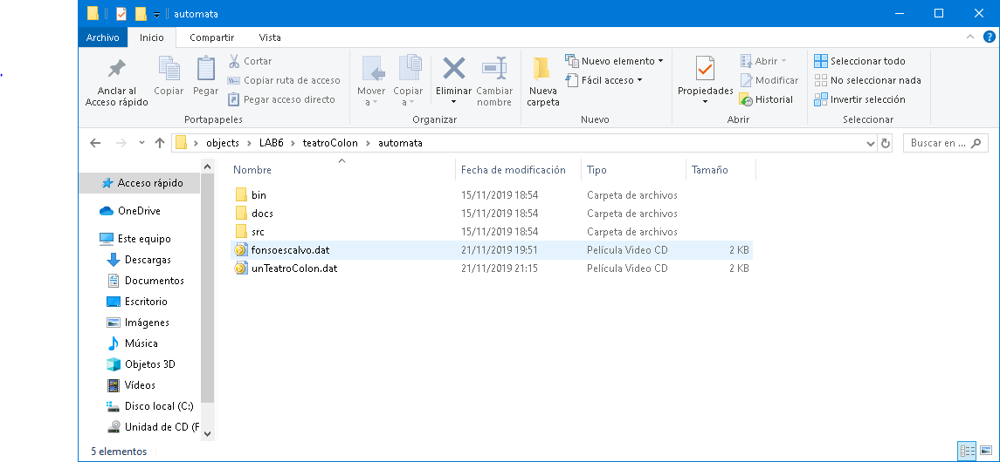 automata
Archivo Inicio Compartir Vista
Anclar al
Acceso rápido
Copiar
Pegar
Cortar
Copiar ruta de acceso
Pegar acceso directo
Portapapeles
Mover
a
Copiar
a
Eliminar
Cambiar
nombre
Organizar
Nueva
carpeta
Nuevo elemento
Fácil acceso
Nuevo
Propiedades
Abrir
Modificar
Historial
Abrir
Seleccionar todo
No seleccionar nada
Invertir selección
Seleccionar
objects > LAB6 > teatroColon > automata
Buscar en ...
Acceso rápido
OneDrive
Este equipo
Descargas
Documentos
Escritorio
Imágenes
Música
Objetos 3D
Vídeos
Disco local (C:)
Unidad de CD (F
Nombre Fecha de modificación Tipo Tamaño
bin 15/11/2019 18:54 Carpeta de archivos
docs 15/11/2019 18:54 Carpeta de archivos
src 15/11/2019 18:54 Carpeta de archivos
fonsoescalvo.dat 21/11/2019 19:51 Película Video CD 2 KB
unTeatroColon.dat 21/11/2019 21:15 Película Video CD 2 KB
5 elementos